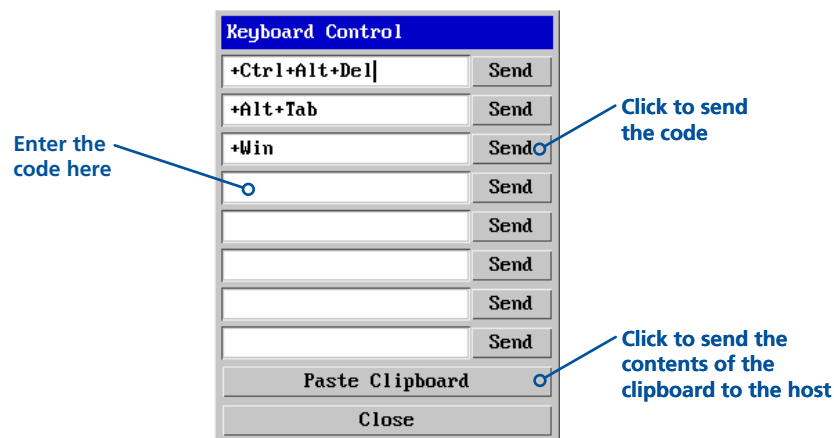 Keyboard Control
+Ctrl+Alt+Del
Send
+Alt+Tab
Send
+Win
Send
Send
Send
Send
Send
Send
Paste Clipboard
Close
Enter the
code here
Click to send
the code
Click to send the
contents of the
clipboard to the host